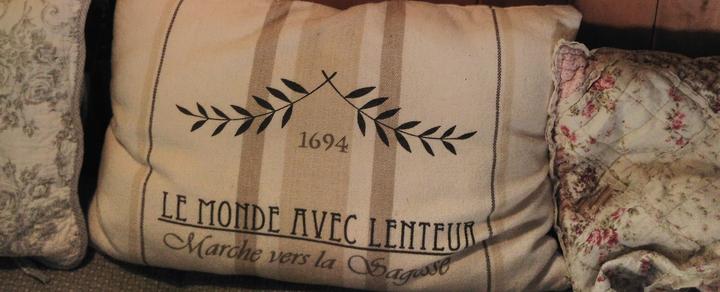 1694
LE MONDE AVEC LENTEUR
Marche vers la Sagesse